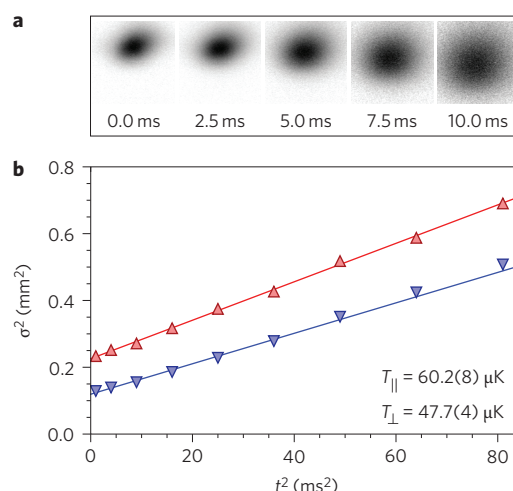 a
0.0 ms 2.5 ms 5.0 ms 7.5 ms 10.0 ms
b
0.8
0.6
0.4
0.2
0.0
σ² (mm²)
T|| = 60.2(8) μK
T⊥ = 47.7(4) μK
0 20 40 60 80
t² (ms²)